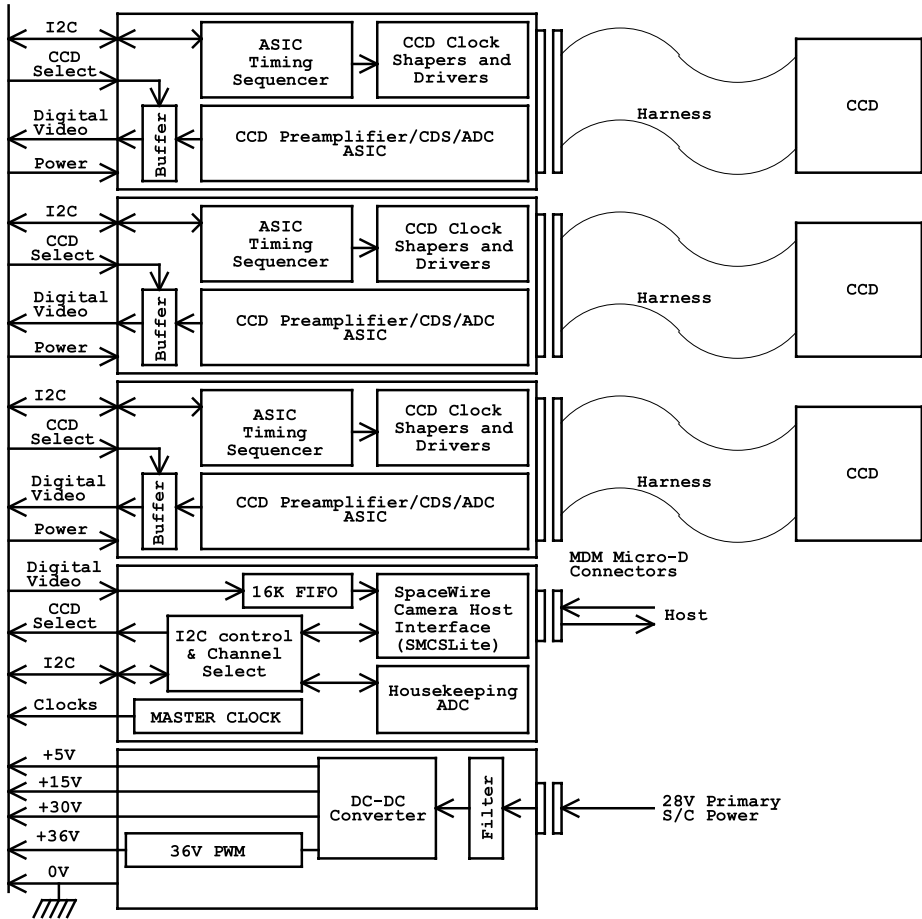 I2C
CCD
Select
Digital
Video
Power
Buffer
ASIC
Timing
Sequencer
CCD Clock
Shapers and
Drivers
CCD Preamplifier/CDS/ADC
ASIC
Harness
CCD
I2C
CCD
Select
Digital
Video
Power
Buffer
ASIC
Timing
Sequencer
CCD Clock
Shapers and
Drivers
CCD Preamplifier/CDS/ADC
ASIC
Harness
CCD
I2C
CCD
Select
Digital
Video
Power
Buffer
ASIC
Timing
Sequencer
CCD Clock
Shapers and
Drivers
CCD Preamplifier/CDS/ADC
ASIC
Harness
CCD
MDM Micro-D
Connectors
Digital
Video
CCD
Select
I2C
Clocks
16K FIFO
I2C control
& Channel
Select
MASTER CLOCK
SpaceWire
Camera Host
Interface
(SMCSLite)
Housekeeping
ADC
Host
+5V
+15V
+30V
+36V
0V
36V PWM
DC-DC
Converter
Filter
28V Primary
S/C Power